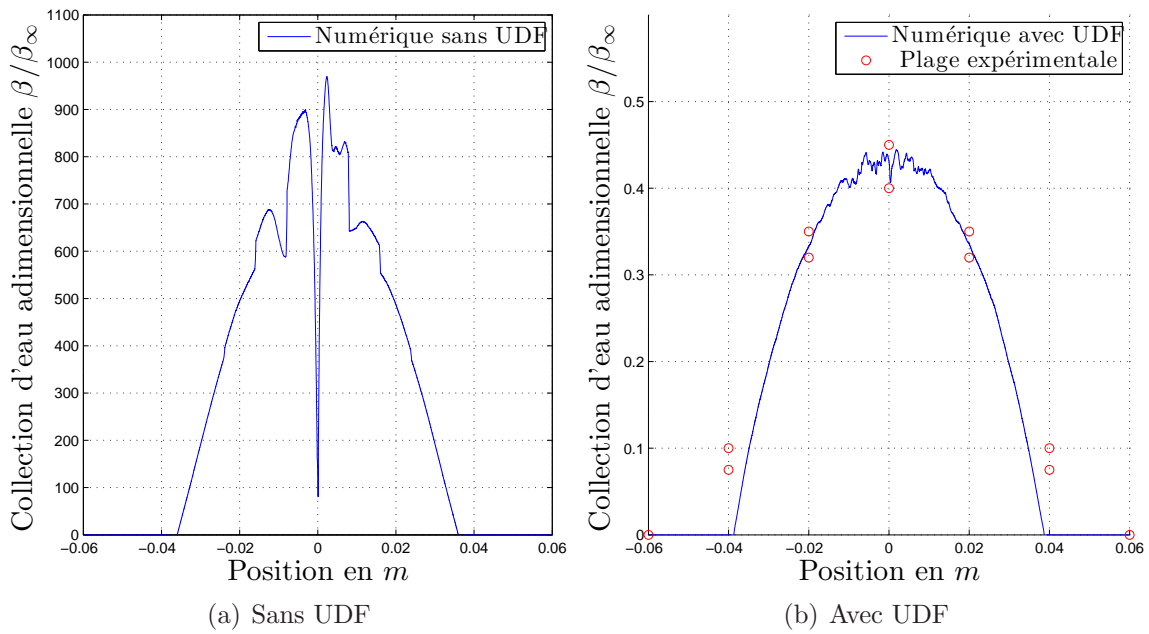 Collection d'eau adimensionnelle β/β∞
1100
1000
900
800
700
600
500
400
300
200
100
0
Numérique sans UDF
−0.06 −0.04 −0.02 0 0.02 0.04 0.06
Position en m
(a) Sans UDF
Collection d'eau adimensionnelle β/β∞
0.5
0.4
0.3
0.2
0.1
0
Numérique avec UDF
Plage expérimentale
−0.06 −0.04 −0.02 0 0.02 0.04 0.06
Position en m
(b) Avec UDF